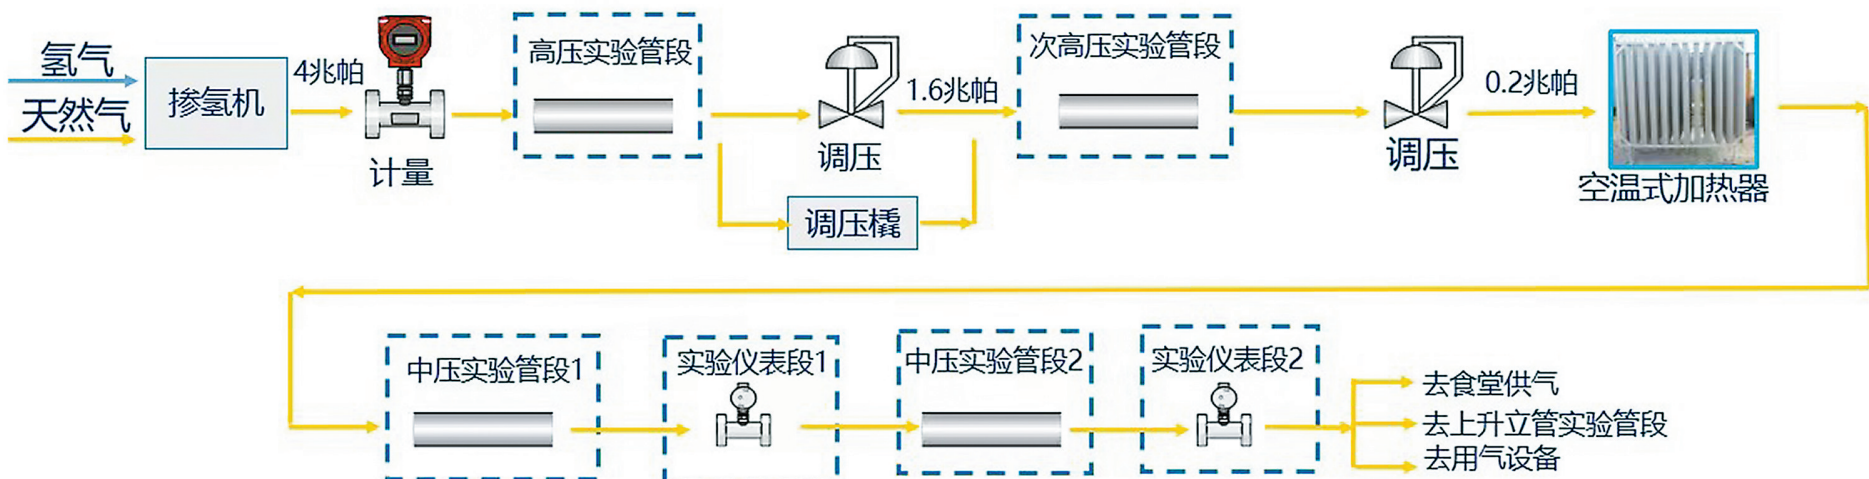 氢气
天然气
掺氢机
4兆帕
计量
高压实验管段
调压
1.6兆帕
调压橇
次高压实验管段
调压
0.2兆帕
空温式加热器
中压实验管段1
实验仪表段1
中压实验管段2
实验仪表段2
去食堂供气
去上升立管实验管段
去用气设备